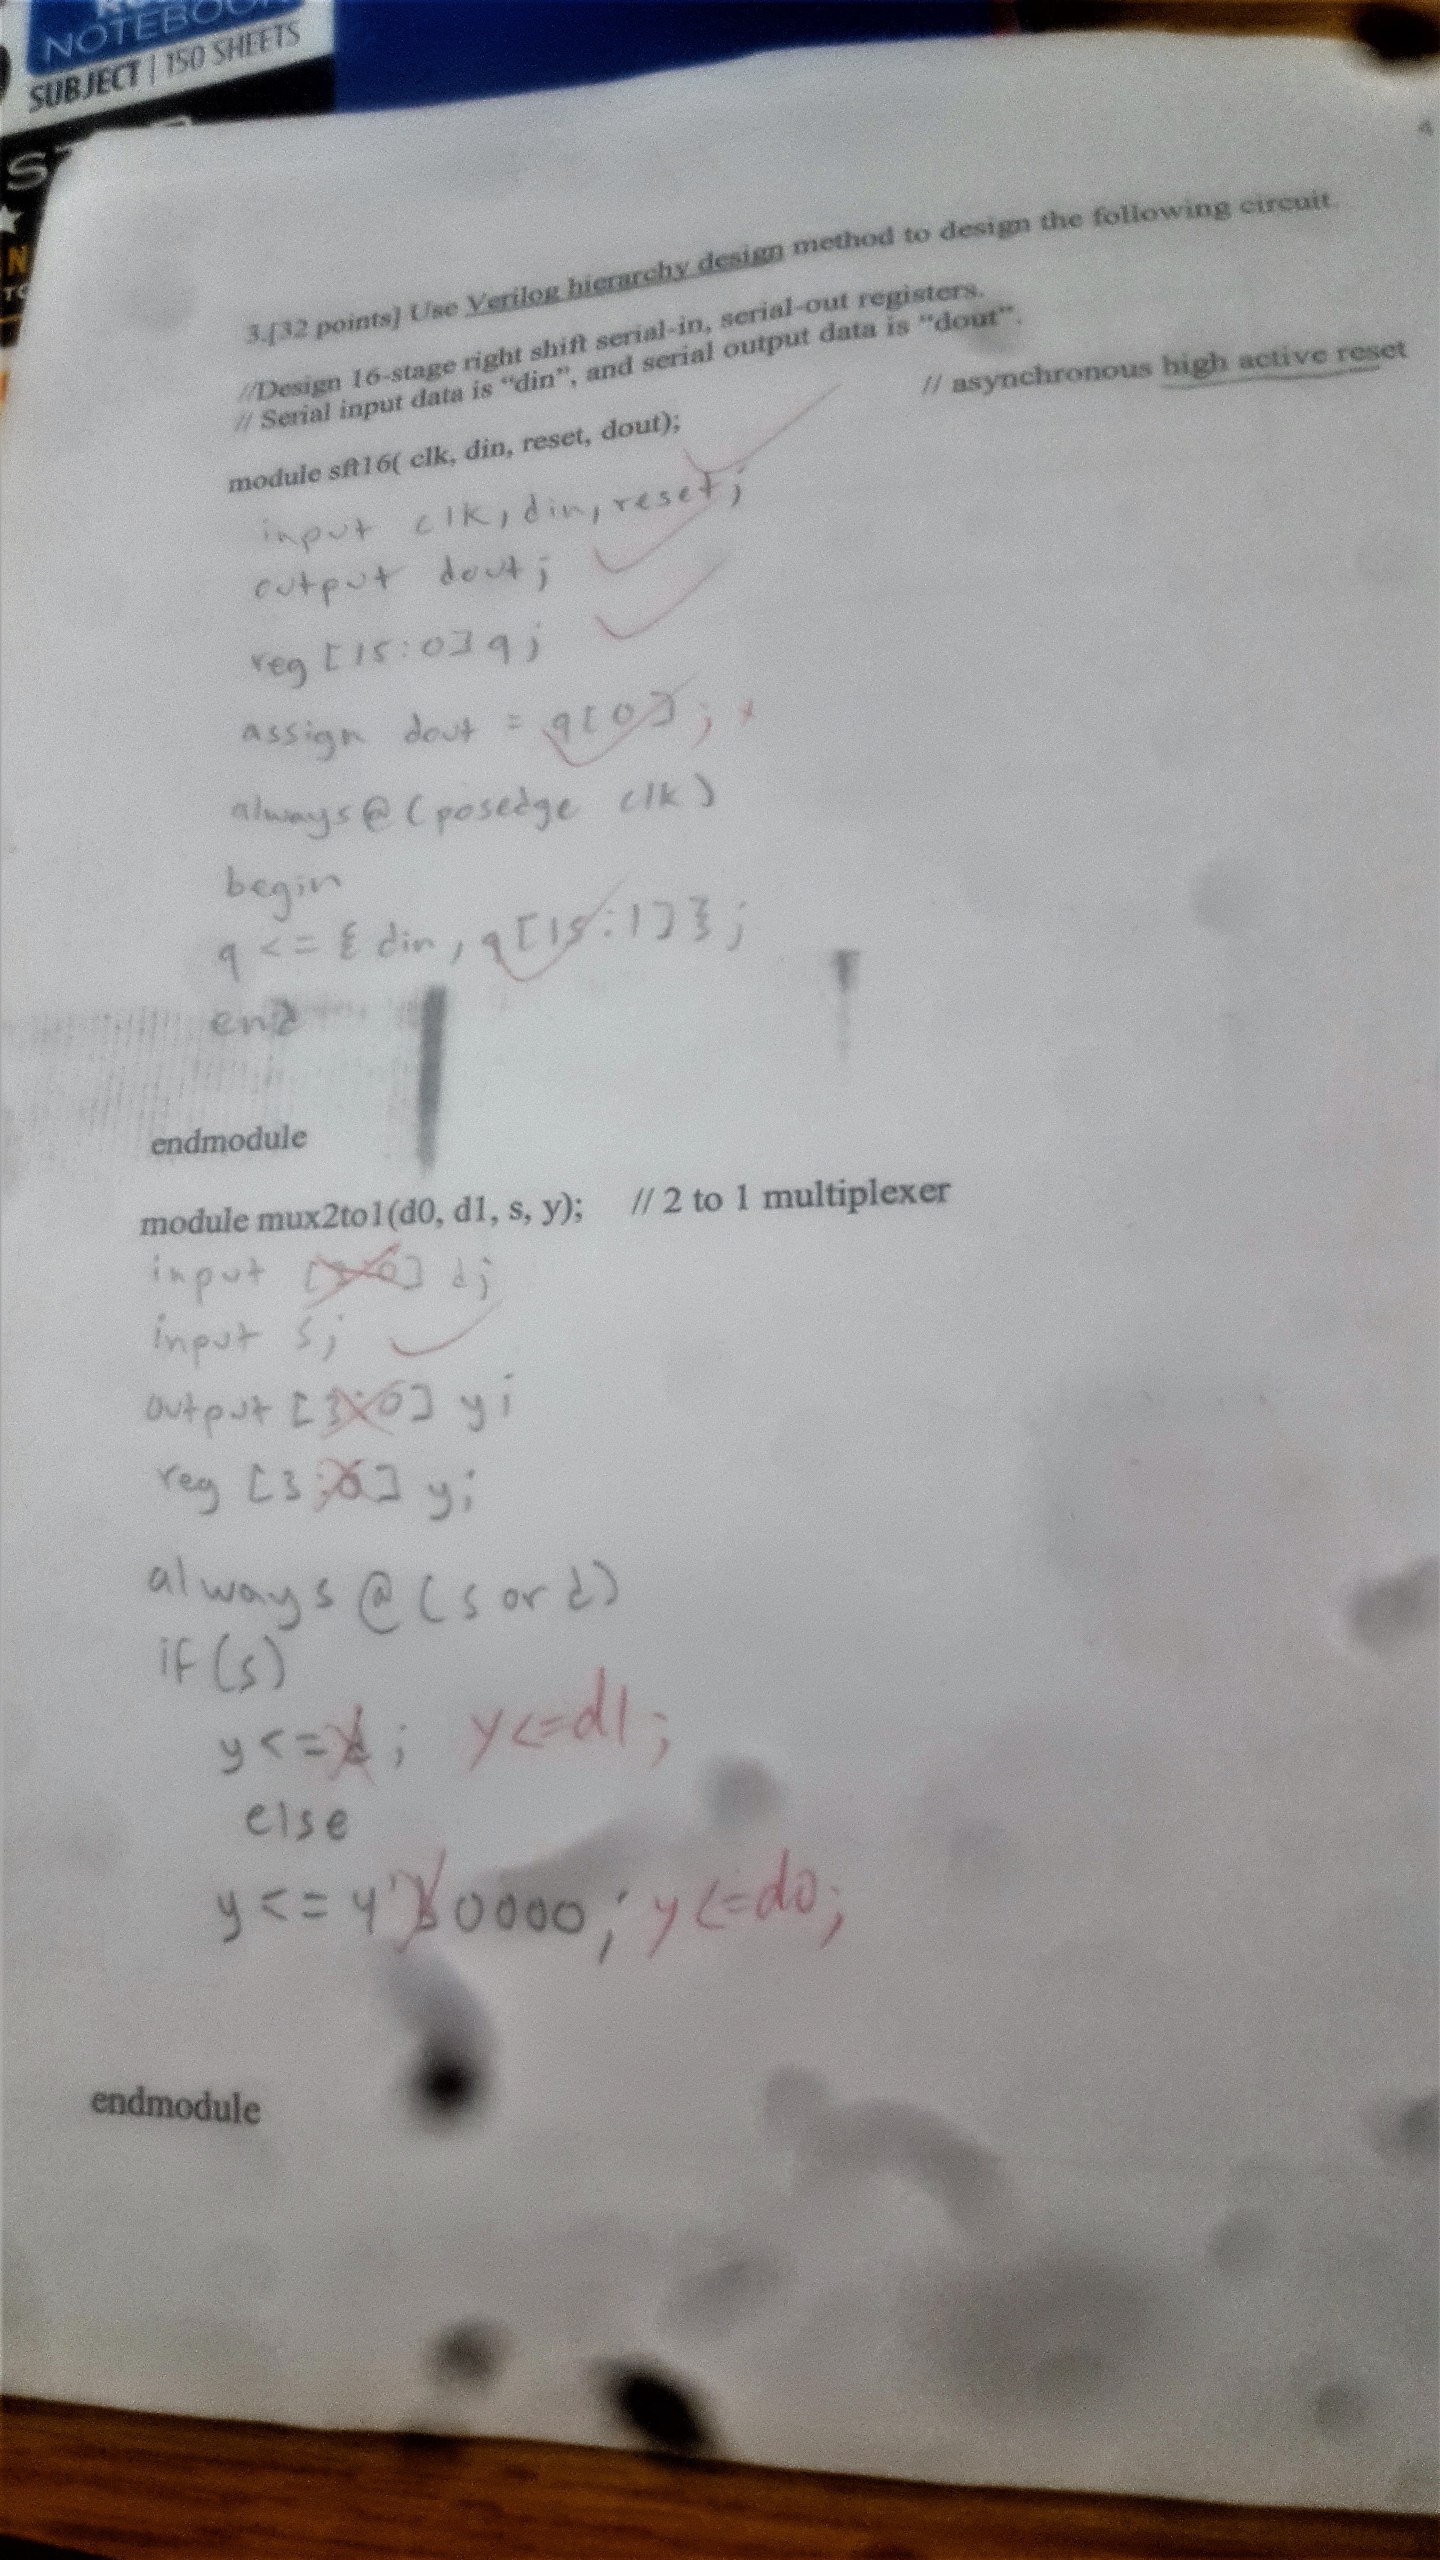 NOTEBOOK
SUBJECT | 150 SHEETS
4
3.[32 points] Use Verilog hierarchy design method to design the following circuit.
//Design 16-stage right shift serial-in, serial-out registers.
// Serial input data is "din", and serial output data is "dout".
module sft16( clk, din, reset, dout); // asynchronous high active reset
input clk, din, reset;
output dout;
reg [15:0] q;
assign dout = q[0];
always@(posedge clk)
begin
q <= { din, q[15:1]};
end
endmodule
module mux2to1(d0, d1, s, y); // 2 to 1 multiplexer
input [3:0] d;
input s;
output [3:0] y;
reg [3:0] y;
always @ (s or d)
if (s)
y <= d; y<=d1;
else
y <= 4'b0000; y<=d0;
endmodule